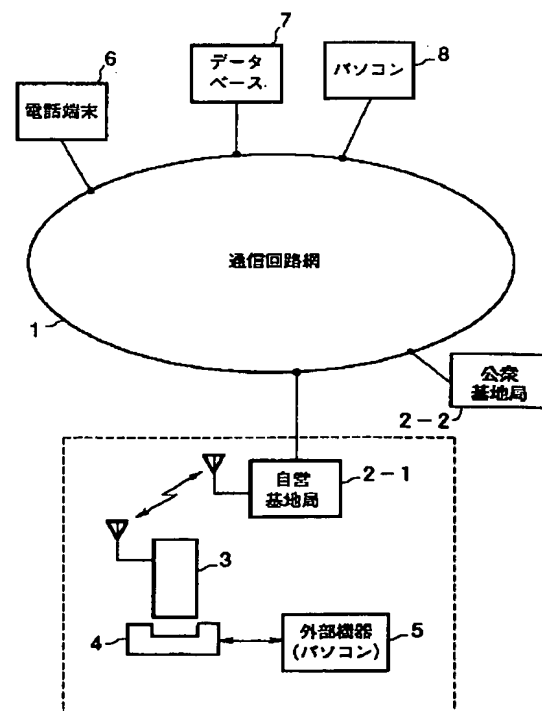 7
データ
ベース
6
電話端末
パソコン
8
通信回路網
1
公衆
基地局
2-2
自営
基地局
2-1
3
4
外部機器
(パソコン)
5